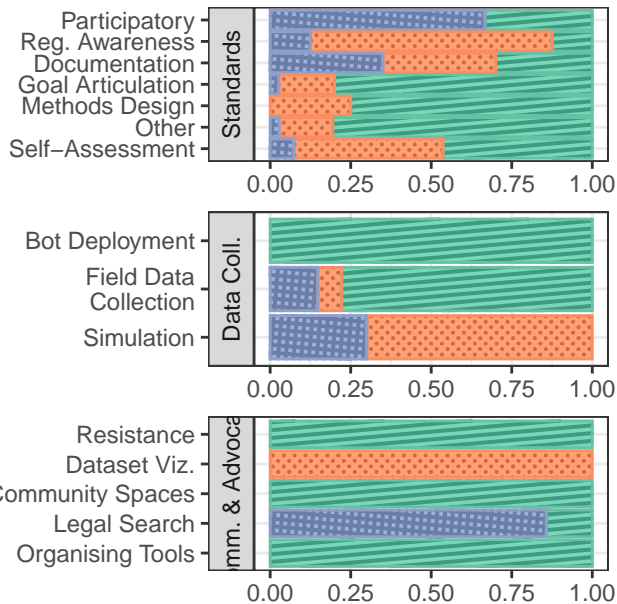 Participatory
Reg. Awareness
Documentation
Goal Articulation
Methods Design
Other
Self−Assessment
Standards
0.00 0.25 0.50 0.75 1.00
Bot Deployment
Field Data
Collection
Simulation
Data Coll.
0.00 0.25 0.50 0.75 1.00
Resistance
Dataset Viz.
Community Spaces
Legal Search
Organising Tools
omm. & Advoca
0.00 0.25 0.50 0.75 1.00